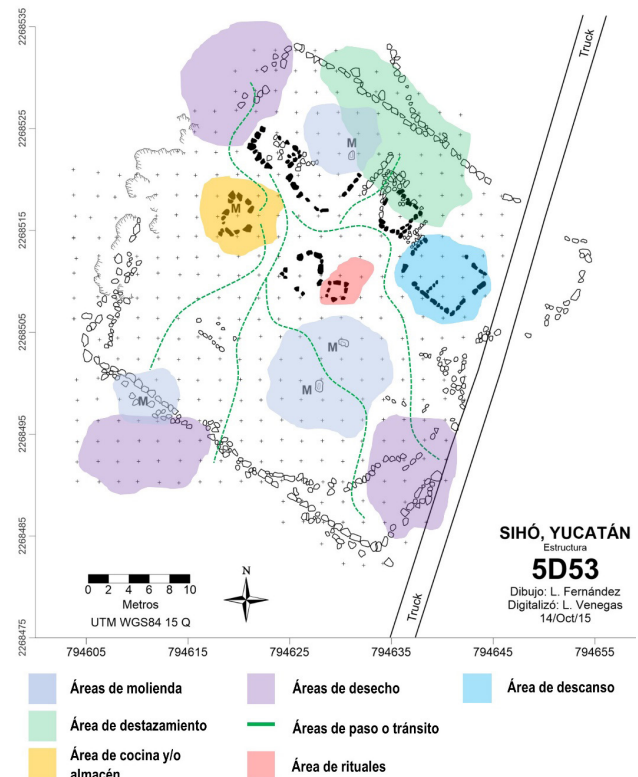 2268535
2268525
2268515
2268505
2268495
2268485
2268475
Truck
M
M
M
M
M
SIHÓ, YUCATÁN
Estructura
5D53
Dibujo: L. Fernández
Digitalizó: L. Venegas
14/Oct/15
Truck
0 2 4 6 8 10
Metros
UTM WGS84 15 Q
N
794605 794615 794625 794635 794645 794655
Áreas de molienda
Áreas de desecho
Área de descanso
Área de destazamiento
Áreas de paso o tránsito
Área de cocina y/o
almacén
Área de rituales